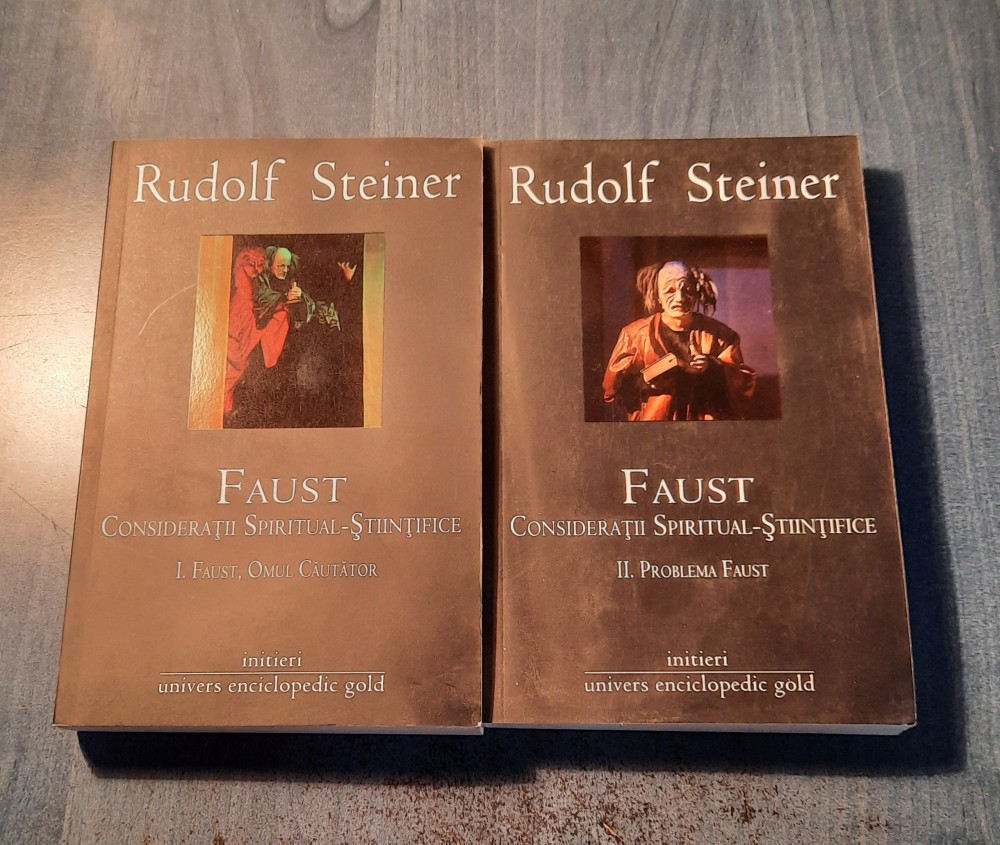 Rudolf Steiner
FAUST
CONSIDERAŢII SPIRITUAL-ŞTIINŢIFICE
I. FAUST, OMUL CĂUTĂTOR
initieri
univers enciclopedic gold
Rudolf Steiner
FAUST
CONSIDERAŢII SPIRITUAL-ŞTIINŢIFICE
II. PROBLEMA FAUST
initieri
univers enciclopedic gold